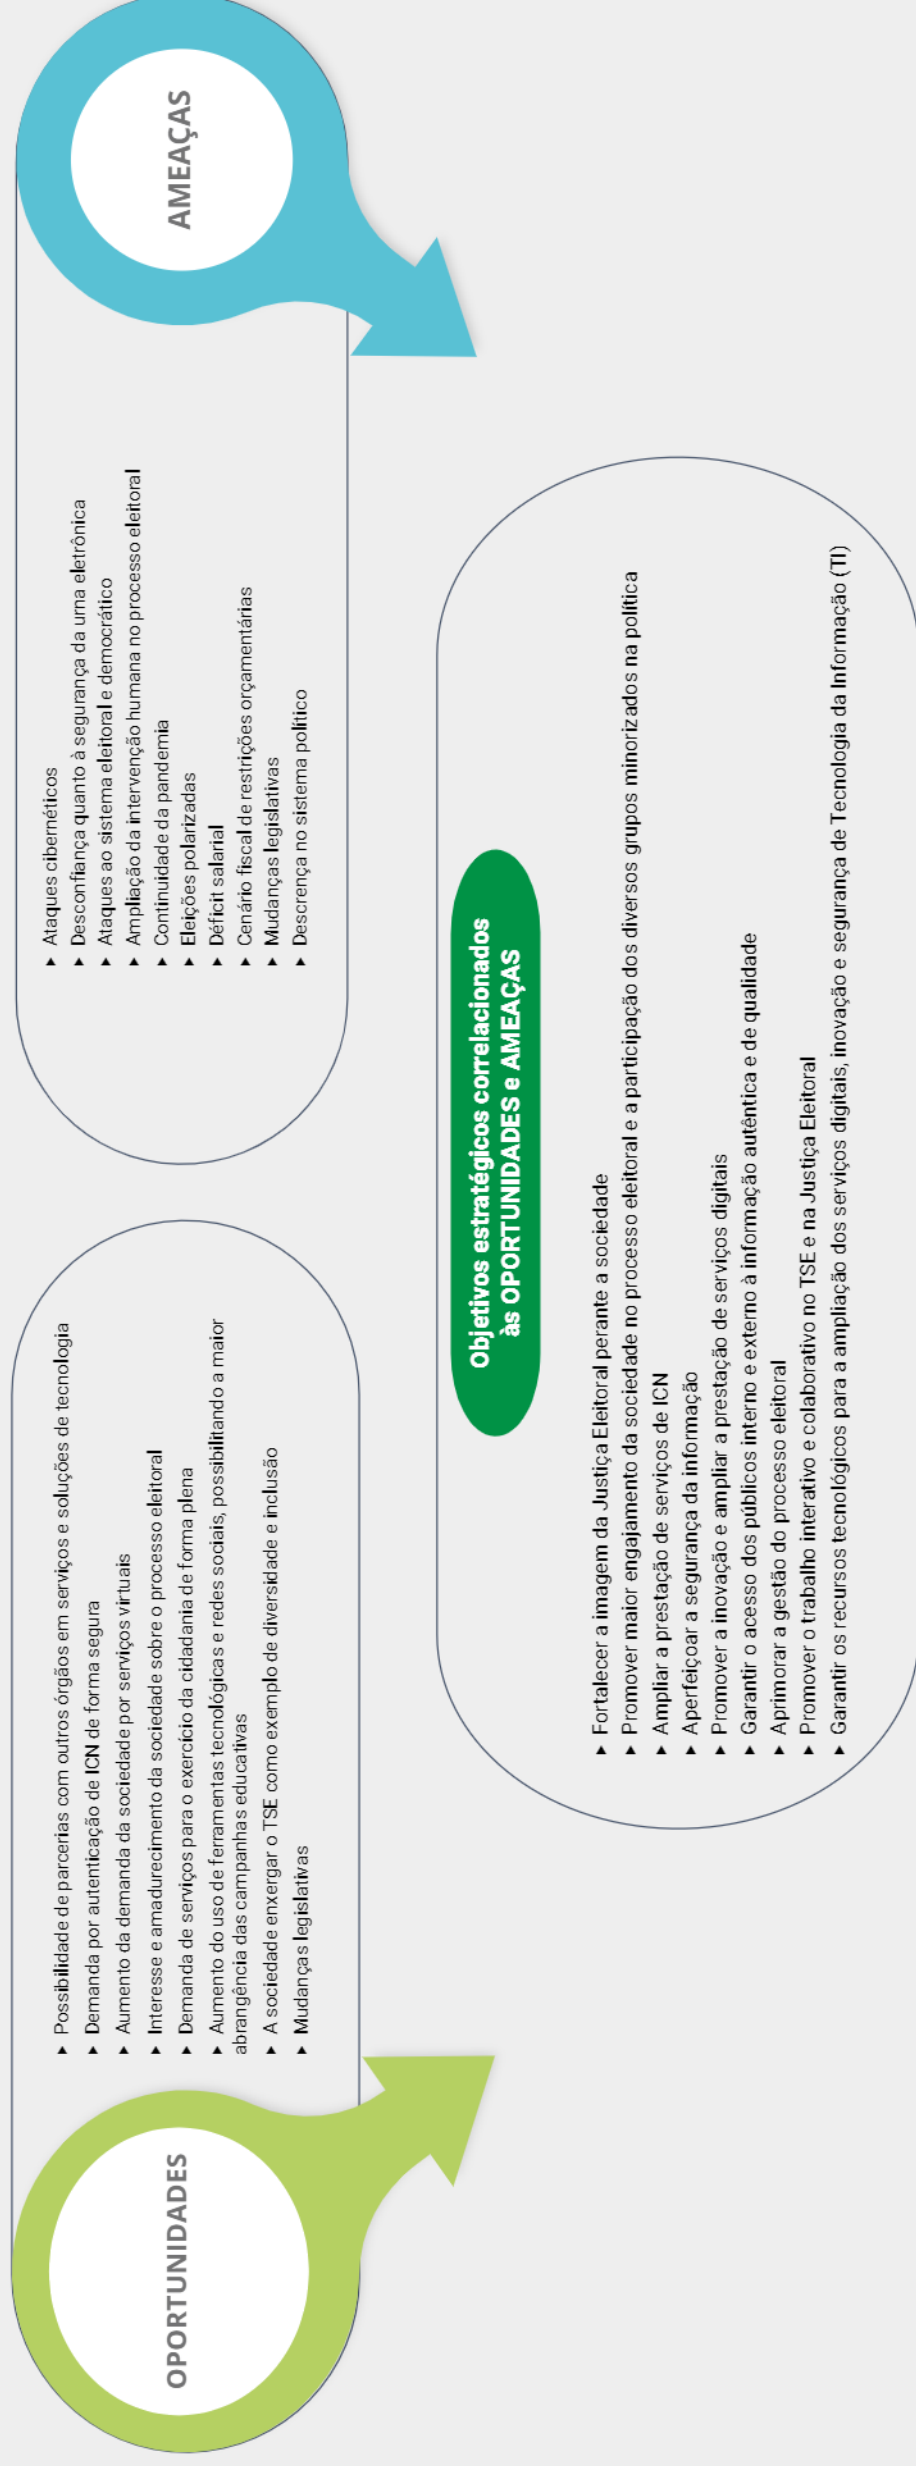 OPORTUNIDADES
▸ Possibilidade de parcerias com outros órgãos em serviços e soluções de tecnologia
▸ Demanda por autenticação de ICN de forma segura
▸ Aumento da demanda da sociedade por serviços virtuais
▸ Interesse e amadurecimento da sociedade sobre o processo eleitoral
▸ Demanda de serviços para o exercício da cidadania de forma plena
▸ Aumento do uso de ferramentas tecnológicas e redes sociais, possibilitando a maior
abrangência das campanhas educativas
▸ A sociedade enxergar o TSE como exemplo de diversidade e inclusão
▸ Mudanças legislativas
AMEAÇAS
▸ Ataques cibernéticos
▸ Desconfiança quanto à segurança da urna eletrônica
▸ Ataques ao sistema eleitoral e democrático
▸ Ampliação da intervenção humana no processo eleitoral
▸ Continuidade da pandemia
▸ Eleições polarizadas
▸ Déficit salarial
▸ Cenário fiscal de restrições orçamentárias
▸ Mudanças legislativas
▸ Descrença no sistema político
Objetivos estratégicos correlacionados
às OPORTUNIDADES e AMEAÇAS
▸ Fortalecer a imagem da Justiça Eleitoral perante a sociedade
▸ Promover maior engajamento da sociedade no processo eleitoral e a participação dos diversos grupos minorizados na política
▸ Ampliar a prestação de serviços de ICN
▸ Aperfeiçoar a segurança da informação
▸ Promover a inovação e ampliar a prestação de serviços digitais
▸ Garantir o acesso dos públicos interno e externo à informação autêntica e de qualidade
▸ Aprimorar a gestão do processo eleitoral
▸ Promover o trabalho interativo e colaborativo no TSE e na Justiça Eleitoral
▸ Garantir os recursos tecnológicos para a ampliação dos serviços digitais, inovação e segurança de Tecnologia da Informação (TI)